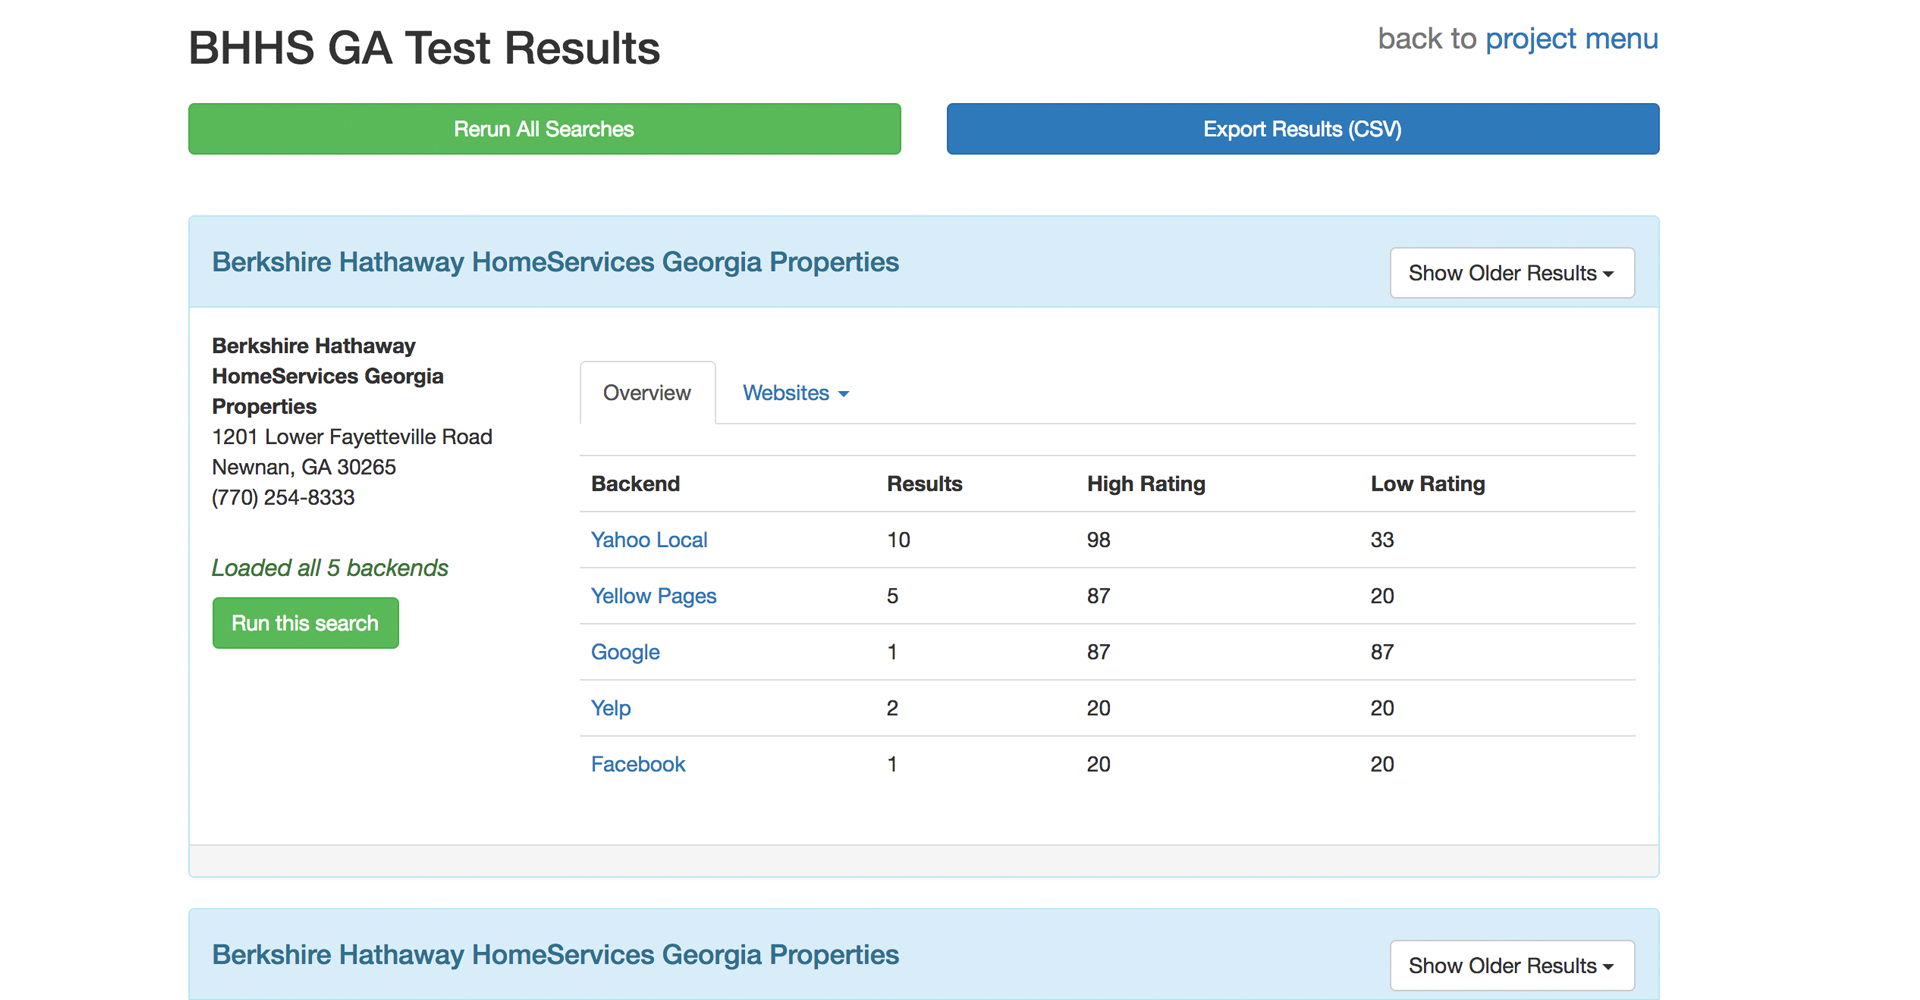 BHHS GA Test Results
back to project menu
Rerun All Searches
Export Results (CSV)
Berkshire Hathaway HomeServices Georgia Properties
Show Older Results
Berkshire Hathaway
HomeServices Georgia
Properties
1201 Lower Fayetteville Road
Newnan, GA 30265
(770) 254-8333
Loaded all 5 backends
Run this search
Overview Websites
Backend Results High Rating Low Rating
Yahoo Local 10 98 33
Yellow Pages 5 87 20
Google 1 87 87
Yelp 2 20 20
Facebook 1 20 20
Berkshire Hathaway HomeServices Georgia Properties
Show Older Results